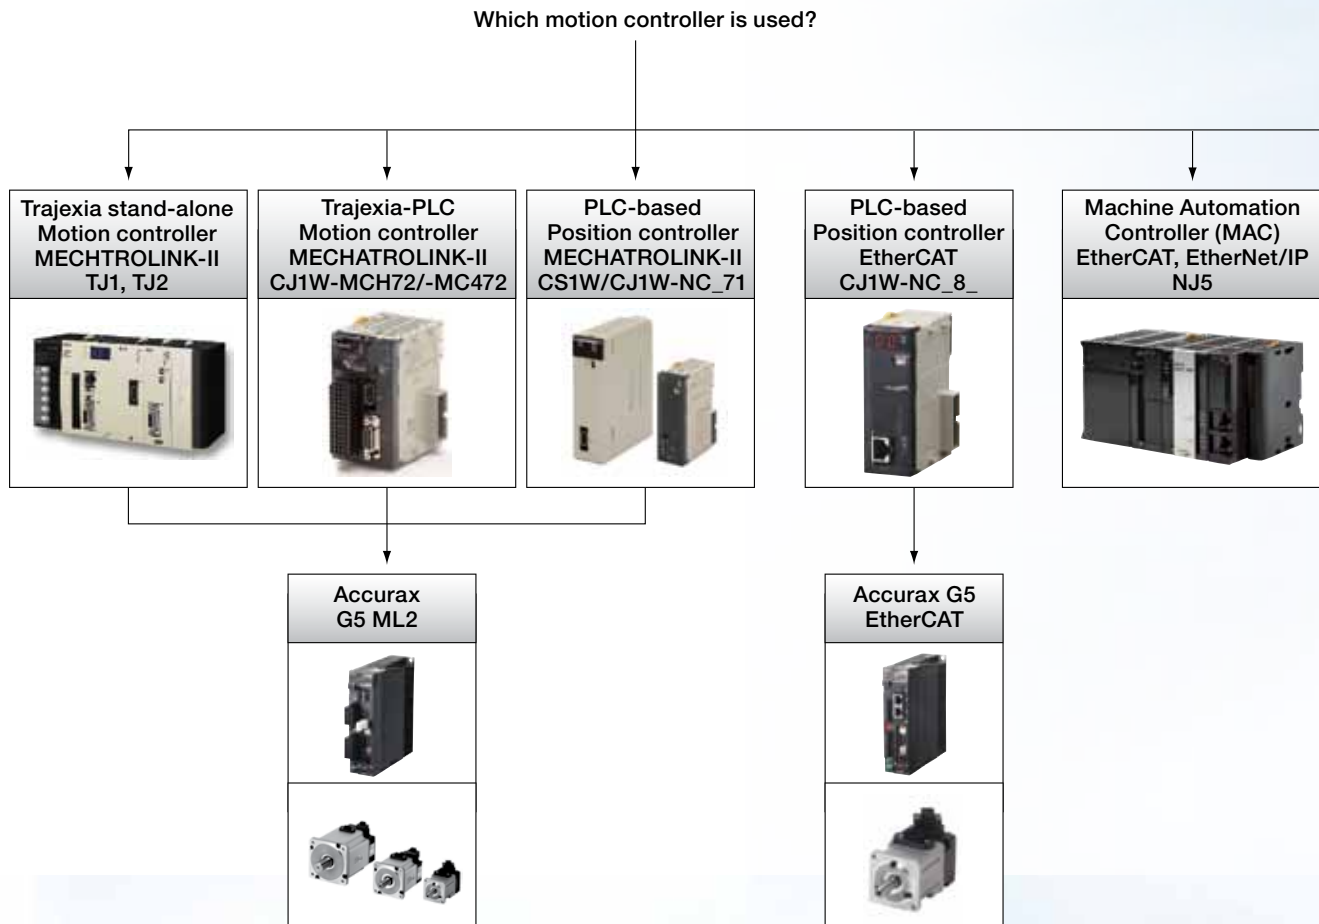 Which motion controller is used?
Trajexia stand-alone
Motion controller
MECHTROLINK-II
TJ1, TJ2
Trajexia-PLC
Motion controller
MECHATROLINK-II
CJ1W-MCH72/-MC472
PLC-based
Position controller
MECHATROLINK-II
CS1W/CJ1W-NC_71
PLC-based
Position controller
EtherCAT
CJ1W-NC_8_
Machine Automation
Controller (MAC)
EtherCAT, EtherNet/IP
NJ5
Accurax
G5 ML2
Accurax G5
EtherCAT